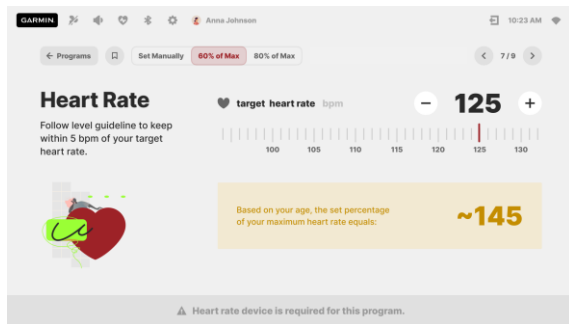 GARMIN
Anna Johnson
10:23 AM
← Programs
Set Manually
60% of Max
80% of Max
7/9
Heart Rate
Follow level guideline to keep
within 5 bpm of your target
heart rate.
target heart rate bpm
− 125 +
100 105 110 115 120 125 130
Based on your age, the set percentage
of your maximum heart rate equals:
~145
Heart rate device is required for this program.